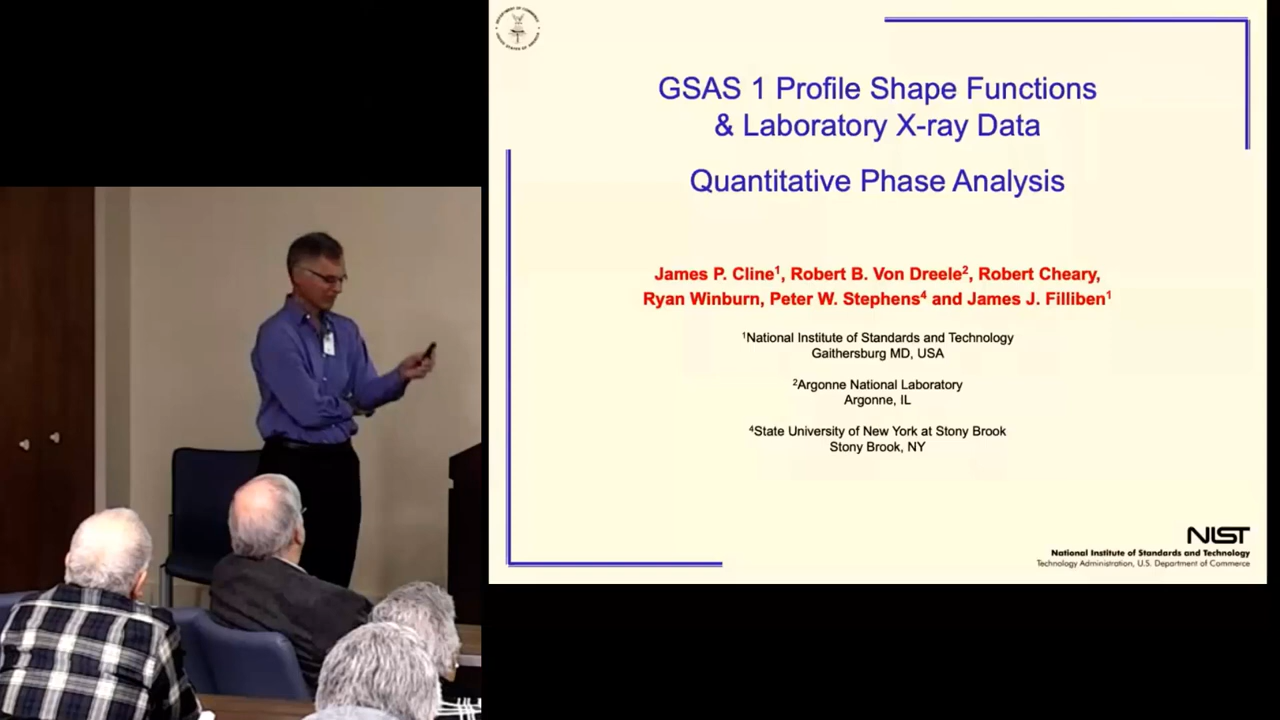 GSAS 1 Profile Shape Functions
& Laboratory X-ray Data
Quantitative Phase Analysis
James P. Cline¹, Robert B. Von Dreele², Robert Cheary,
Ryan Winburn, Peter W. Stephens⁴ and James J. Filliben¹
¹National Institute of Standards and Technology
Gaithersburg MD, USA
²Argonne National Laboratory
Argonne, IL
⁴State University of New York at Stony Brook
Stony Brook, NY
NIST
National Institute of Standards and Technology
Technology Administration, U.S. Department of Commerce